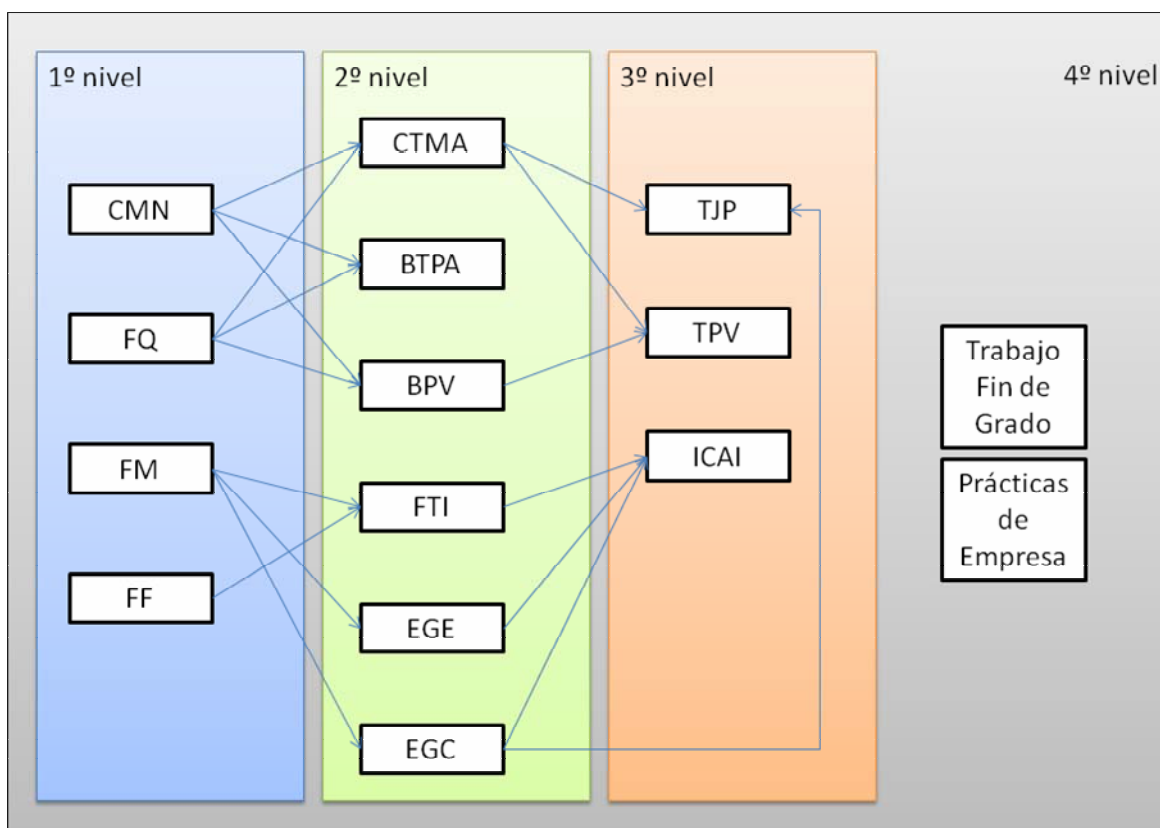 1º nivel
CMN
FQ
FM
FF
2º nivel
CTMA
BTPA
BPV
FTI
EGE
EGC
3º nivel
TJP
TPV
ICAI
4º nivel
Trabajo
Fin de
Grado
Prácticas
de
Empresa